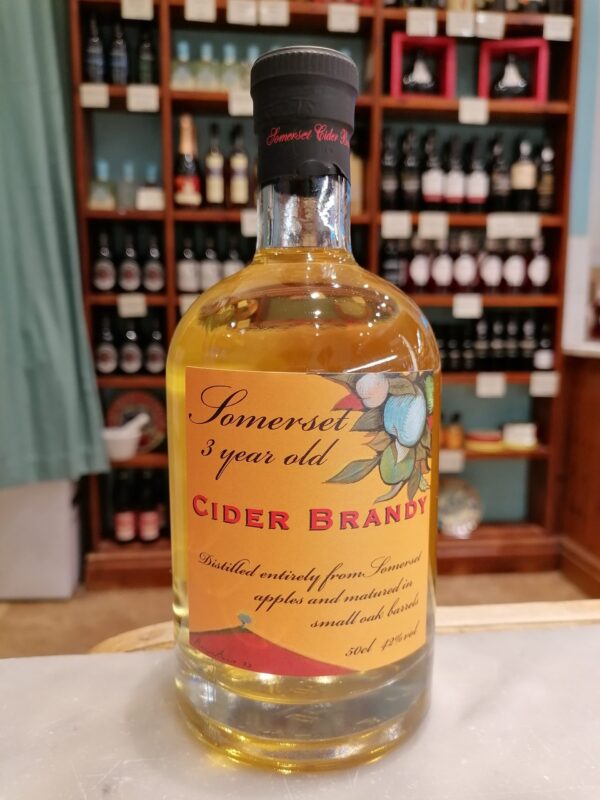 Somerset Cider
Somerset
3 year old
CIDER BRANDY
Distilled entirely from Somerset
apples and matured in
small oak barrels
50cl 42%vol